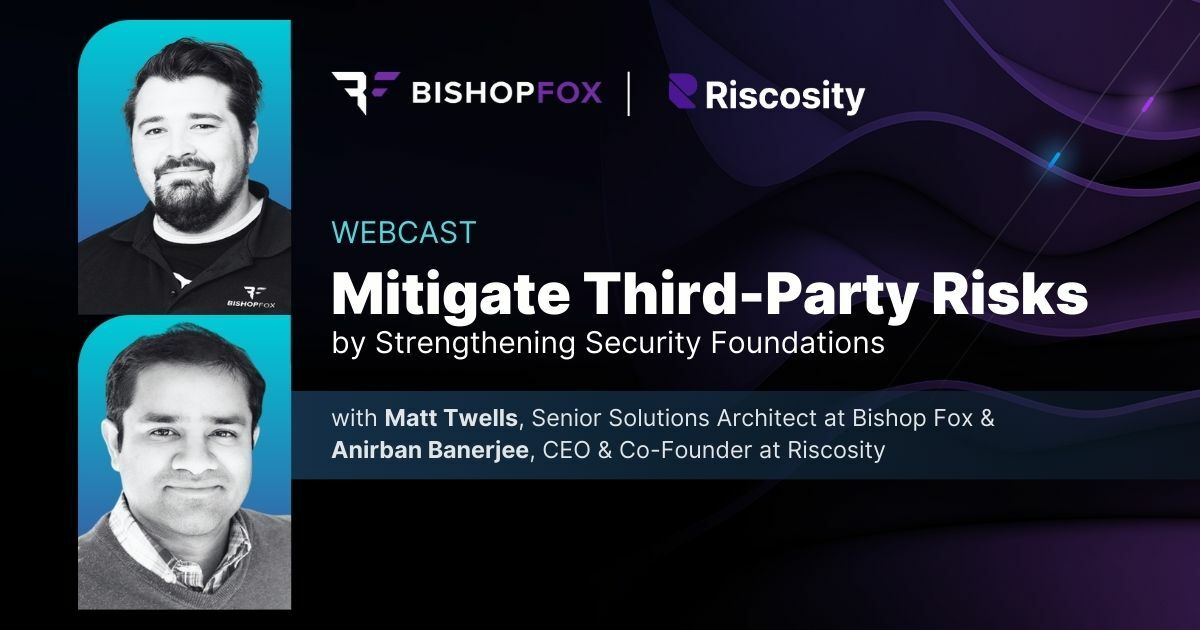 BISHOPFOX | Riscosity
WEBCAST
Mitigate Third-Party Risks
by Strengthening Security Foundations
with Matt Twells, Senior Solutions Architect at Bishop Fox &
Anirban Banerjee, CEO & Co-Founder at Riscosity
BISHOPFOX